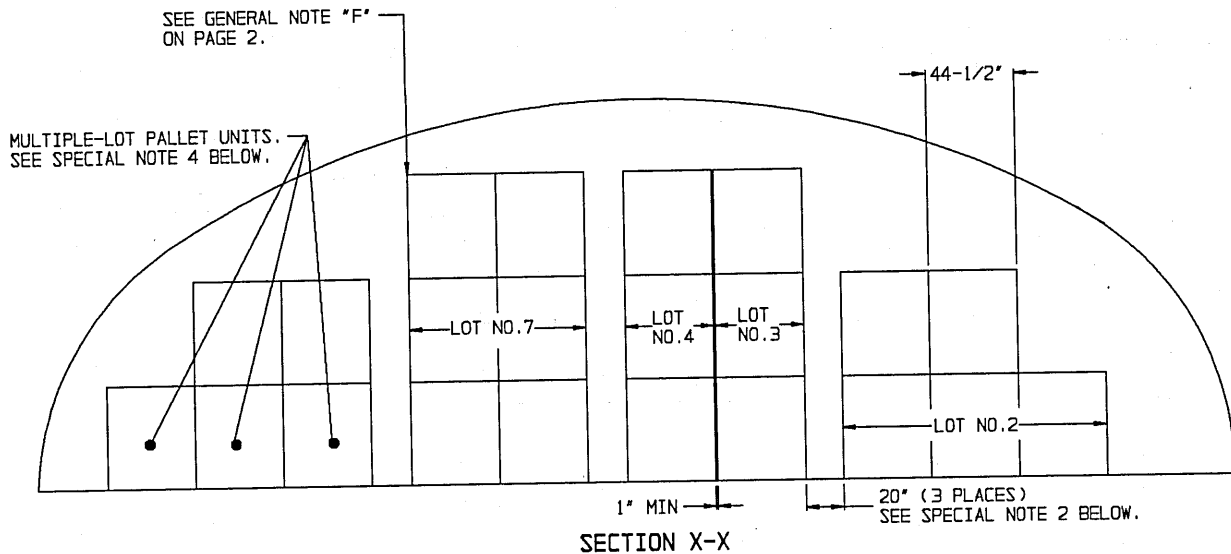 SEE GENERAL NOTE "F"
ON PAGE 2.
44-1/2"
MULTIPLE-LOT PALLET UNITS.
SEE SPECIAL NOTE 4 BELOW.
LOT NO.7
LOT
NO.4
LOT
NO.3
LOT NO.2
1" MIN
20" (3 PLACES)
SEE SPECIAL NOTE 2 BELOW.
SECTION X-X